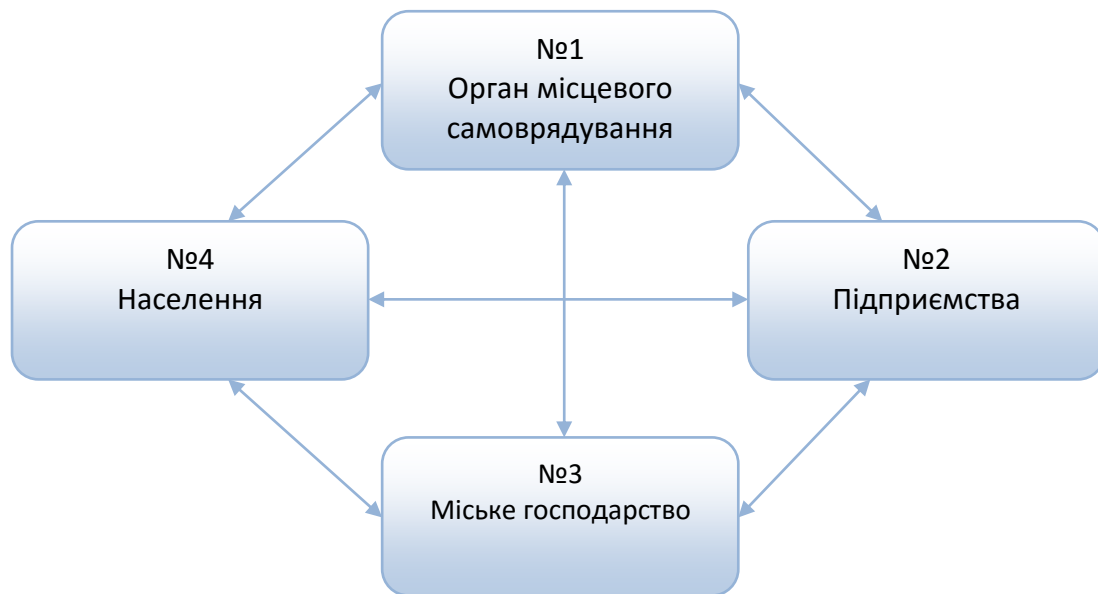 №1
Орган місцевого
самоврядування
№4
Населення
№2
Підприємства
№3
Міське господарство